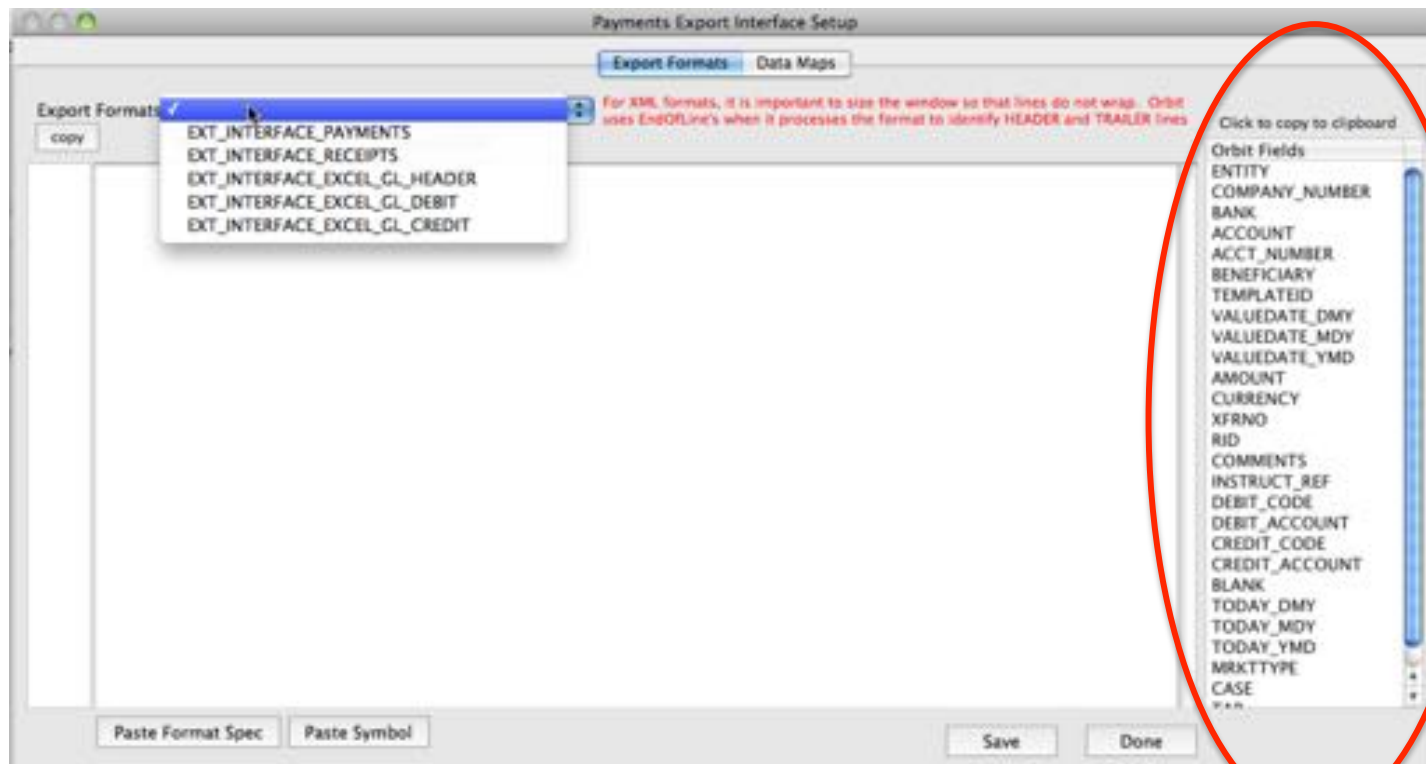 Payments Export Interface Setup
Export Formats Data Maps
Export Formats ✓
For XML formats, it is important to size the window so that lines do not wrap. Orbit
uses EndOfLine's when it processes the format to identify HEADER and TRAILER lines
copy
EXT_INTERFACE_PAYMENTS
EXT_INTERFACE_RECEIPTS
EXT_INTERFACE_EXCEL_GL_HEADER
EXT_INTERFACE_EXCEL_GL_DEBIT
EXT_INTERFACE_EXCEL_GL_CREDIT
Click to copy to clipboard
Orbit Fields
ENTITY
COMPANY_NUMBER
BANK
ACCOUNT
ACCT_NUMBER
BENEFICIARY
TEMPLATEID
VALUEDATE_DMY
VALUEDATE_MDY
VALUEDATE_YMD
AMOUNT
CURRENCY
XFRNO
RID
COMMENTS
INSTRUCT_REF
DEBIT_CODE
DEBIT_ACCOUNT
CREDIT_CODE
CREDIT_ACCOUNT
BLANK
TODAY_DMY
TODAY_MDY
TODAY_YMD
MRKTTYPE
CASE
Paste Format Spec Paste Symbol
Save Done